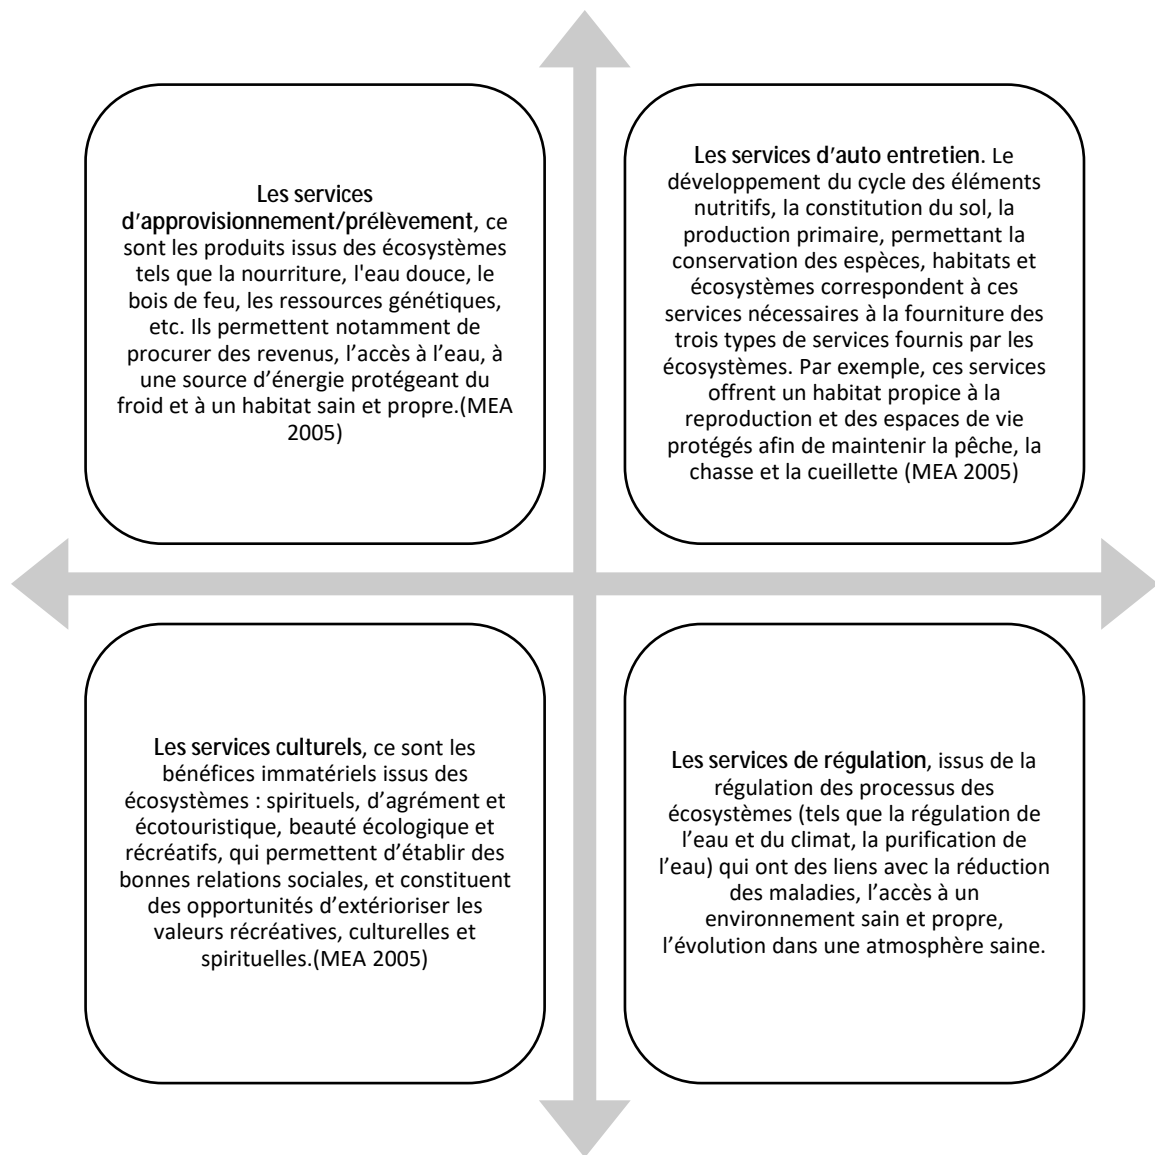 Les services
d’approvisionnement/prélèvement, ce
sont les produits issus des écosystèmes
tels que la nourriture, l'eau douce, le
bois de feu, les ressources génétiques,
etc. Ils permettent notamment de
procurer des revenus, l’accès à l’eau, à
une source d’énergie protégeant du
froid et à un habitat sain et propre.(MEA
2005)
Les services d’auto entretien. Le
développement du cycle des éléments
nutritifs, la constitution du sol, la
production primaire, permettant la
conservation des espèces, habitats et
écosystèmes correspondent à ces
services nécessaires à la fourniture des
trois types de services fournis par les
écosystèmes. Par exemple, ces services
offrent un habitat propice à la
reproduction et des espaces de vie
protégés afin de maintenir la pêche, la
chasse et la cueillette (MEA 2005)
Les services culturels, ce sont les
bénéfices immatériels issus des
écosystèmes : spirituels, d’agrément et
écotouristique, beauté écologique et
récréatifs, qui permettent d’établir des
bonnes relations sociales, et constituent
des opportunités d’extérioriser les
valeurs récréatives, culturelles et
spirituelles.(MEA 2005)
Les services de régulation, issus de la
régulation des processus des
écosystèmes (tels que la régulation de
l’eau et du climat, la purification de
l’eau) qui ont des liens avec la réduction
des maladies, l’accès à un
environnement sain et propre,
l’évolution dans une atmosphère saine.